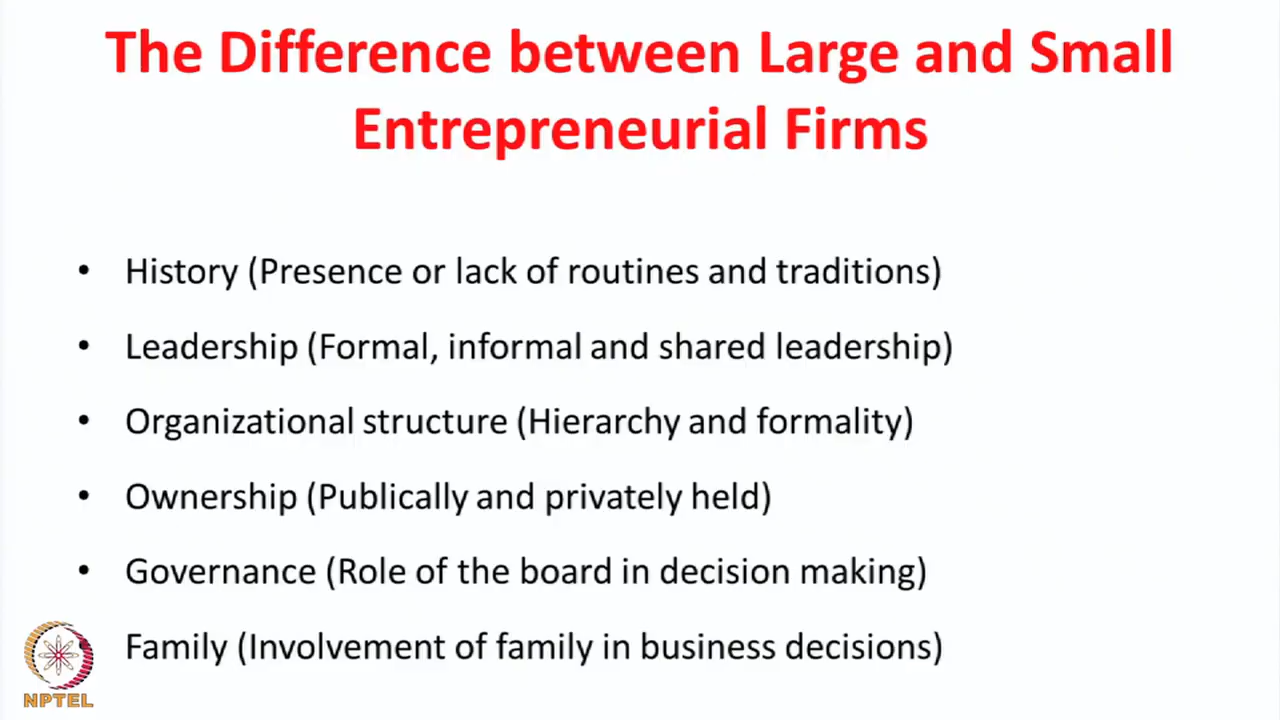 The Difference between Large and Small
Entrepreneurial Firms
• History (Presence or lack of routines and traditions)
• Leadership (Formal, informal and shared leadership)
• Organizational structure (Hierarchy and formality)
• Ownership (Publically and privately held)
• Governance (Role of the board in decision making)
Family (Involvement of family in business decisions)
NPTEL